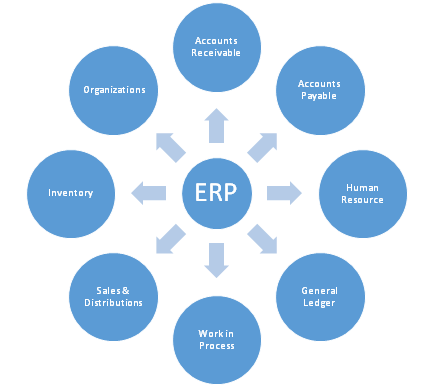 Accounts
Receivable
Organizations
Accounts
Payable
Inventory
ERP
Human
Resource
Sales &
Distributions
General
Ledger
Work in
Process